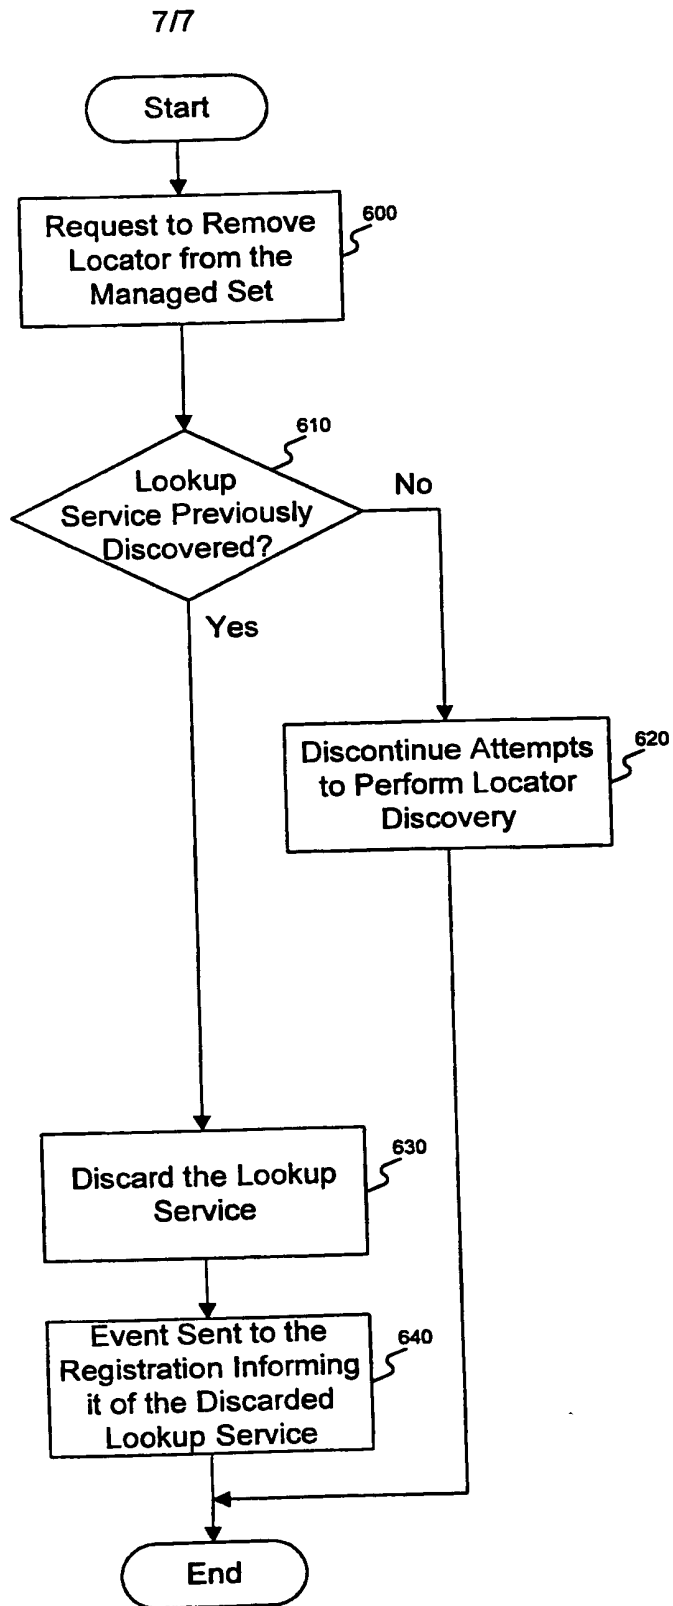 7/7
Start
Request to Remove
Locator from the
Managed Set
600
610
Lookup
Service Previously
Discovered?
No
Yes
Discontinue Attempts
to Perform Locator
Discovery
620
Discard the Lookup
Service
630
Event Sent to the
Registration Informing
it of the Discarded
Lookup Service
640
End